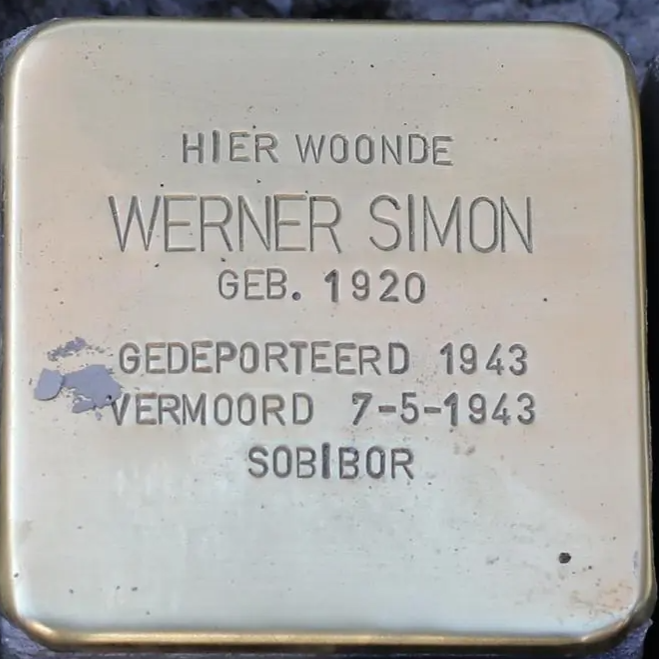 HIER WOONDE
WERNER SIMON
GEB. 1920
GEDEPORTEERD 1943
VERMOORD 7-5-1943
SOBIBOR